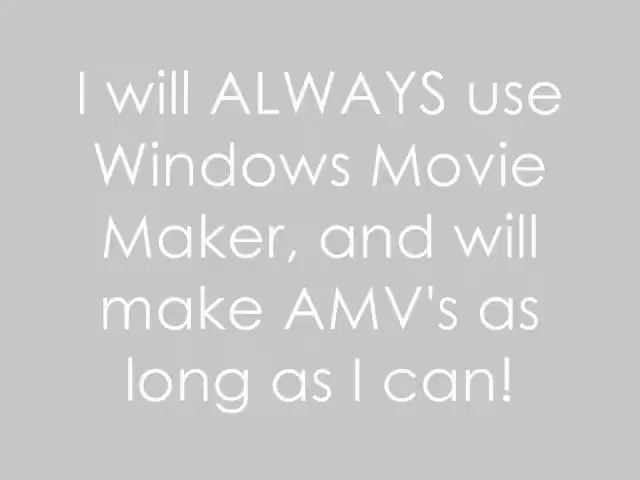 I will ALWAYS use
Windows Movie
Maker, and will
make AMV's as
long as I can!